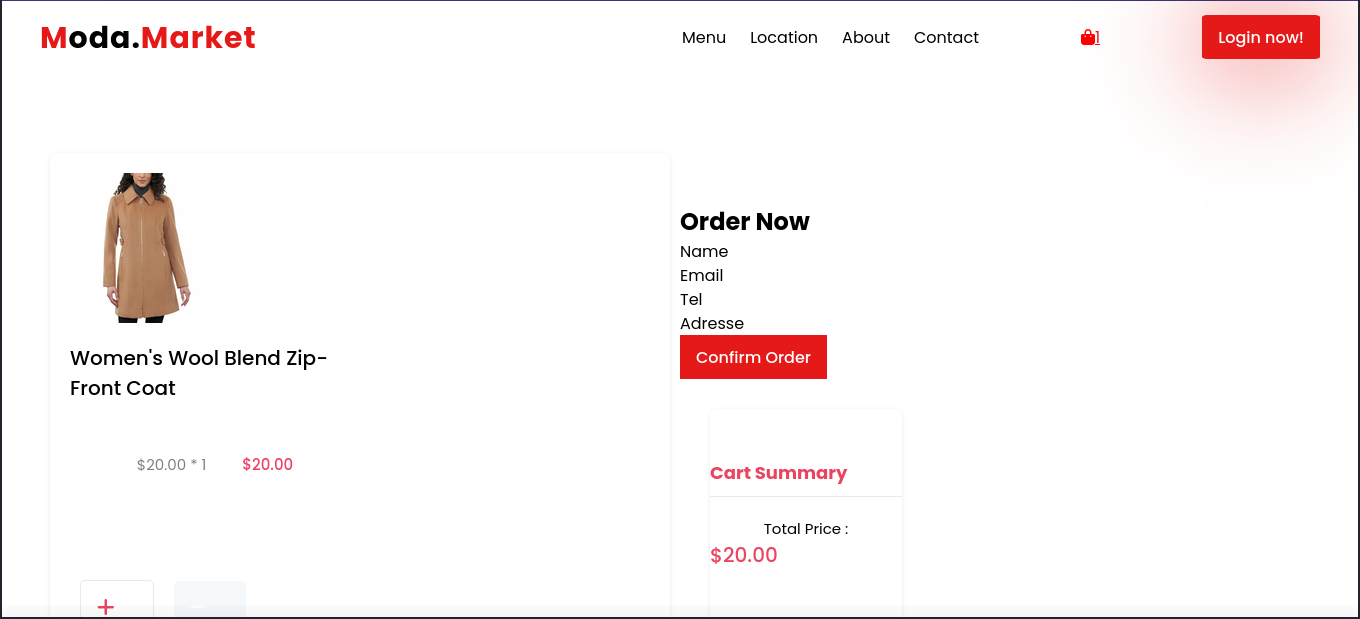 Moda.Market
Menu Location About Contact 1 Login now!
Women's Wool Blend Zip-
Front Coat
$20.00 * 1 $20.00
+ −
Order Now
Name
Email
Tel
Adresse
Confirm Order
Cart Summary
Total Price :
$20.00